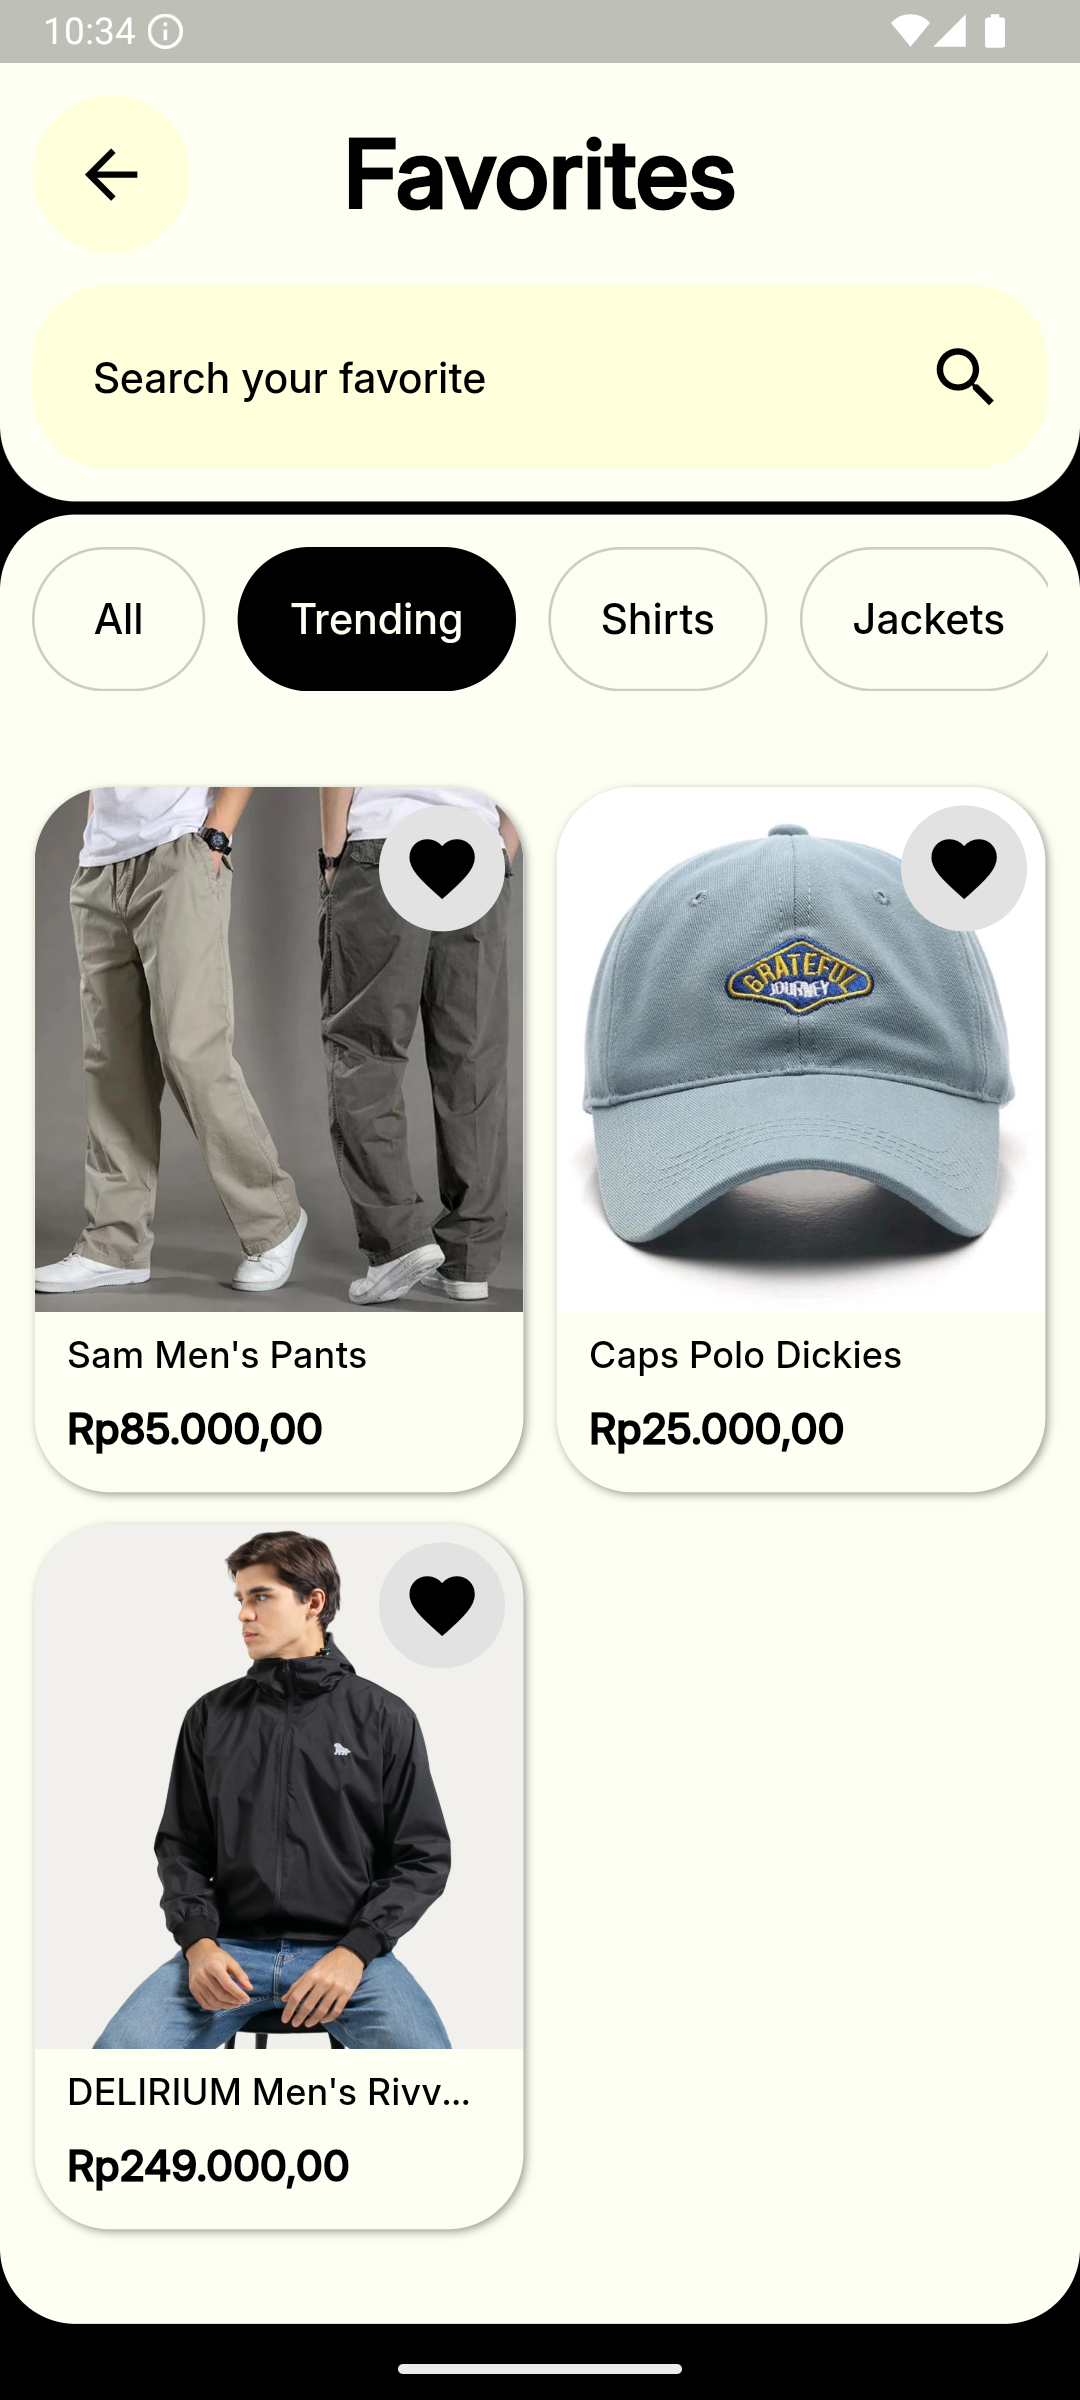 10:34
Favorites
Search your favorite
All
Trending
Shirts
Jackets
GRATEFUL
JOURNEY
Sam Men's Pants
Caps Polo Dickies
Rp85.000,00
Rp25.000,00
DELIRIUM Men's Rivv...
Rp249.000,00